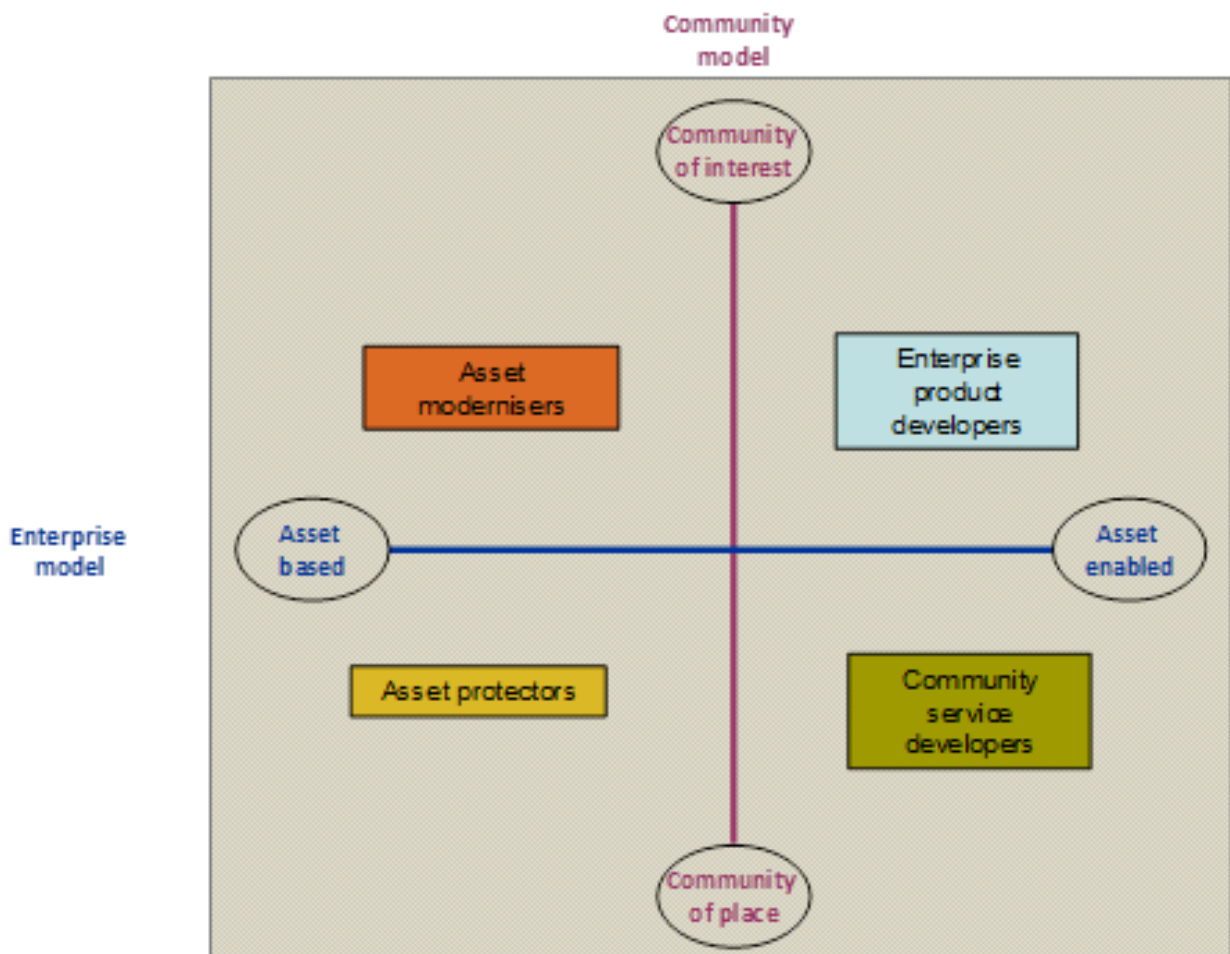 Community
model
Community
of interest
Asset
modernisers
Enterprise
product
developers
Enterprise
model
Asset
based
Asset
enabled
Asset protectors
Community
service
developers
Community
of place